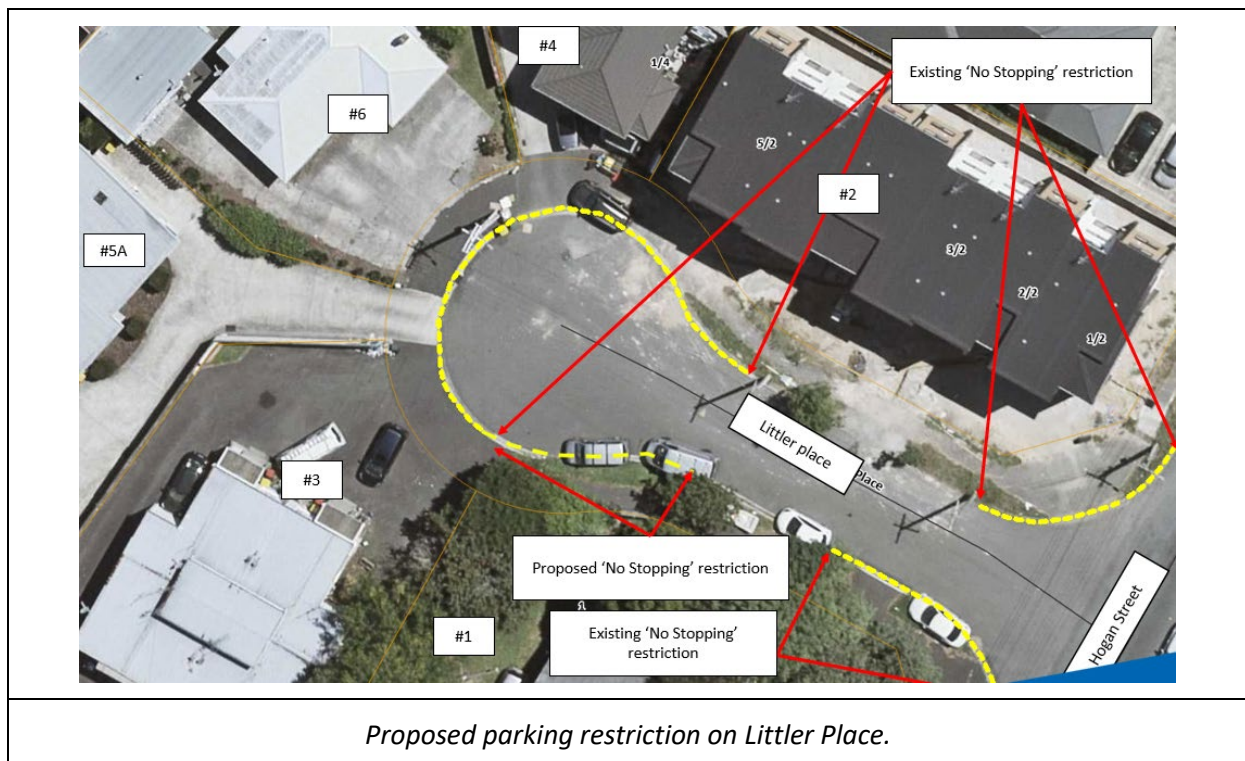 #4
1/4
Existing 'No Stopping' restriction
#6
5/2
#2
#5A
3/2
2/2
1/2
Littler place
Place
#3
Proposed 'No Stopping' restriction
1
Existing 'No Stopping'
restriction
#1
Hogan Street
Proposed parking restriction on Littler Place.